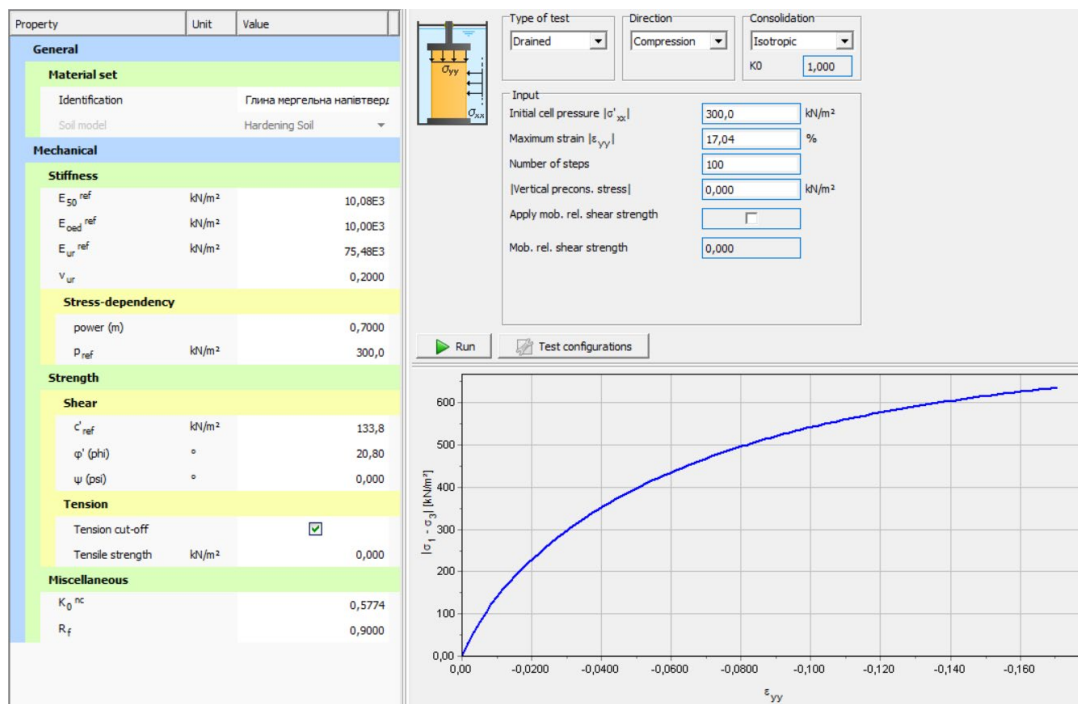 Property Unit Value
General
Material set
Identification Глина мергельна напівтверд
Soil model Hardening Soil
Mechanical
Stiffness
E50 ref kN/m² 10,08E3
Eoed ref kN/m² 10,00E3
Eur ref kN/m² 75,48E3
νur 0,2000
Stress-dependency
power (m) 0,7000
Pref kN/m² 300,0
Strength
Shear
c'ref kN/m² 133,8
φ' (phi) ° 20,80
ψ (psi) ° 0,000
Tension
Tension cut-off
Tensile strength kN/m² 0,000
Miscellaneous
K0 nc 0,5774
Rf 0,9000
σyy
σxx
Type of test Direction Consolidation
Drained Compression Isotropic
K0 1,000
Input
Initial cell pressure |σ'xx| 300,0 kN/m²
Maximum strain |εyy| 17,04 %
Number of steps 100
|Vertical precons. stress| 0,000 kN/m²
Apply mob. rel. shear strength
Mob. rel. shear strength 0,000
Run Test configurations
|σ1 - σ3| [kN/m²]
600
500
400
300
200
100
0,00
0,00 -0,0200 -0,0400 -0,0600 -0,0800 -0,100 -0,120 -0,140 -0,160
εyy